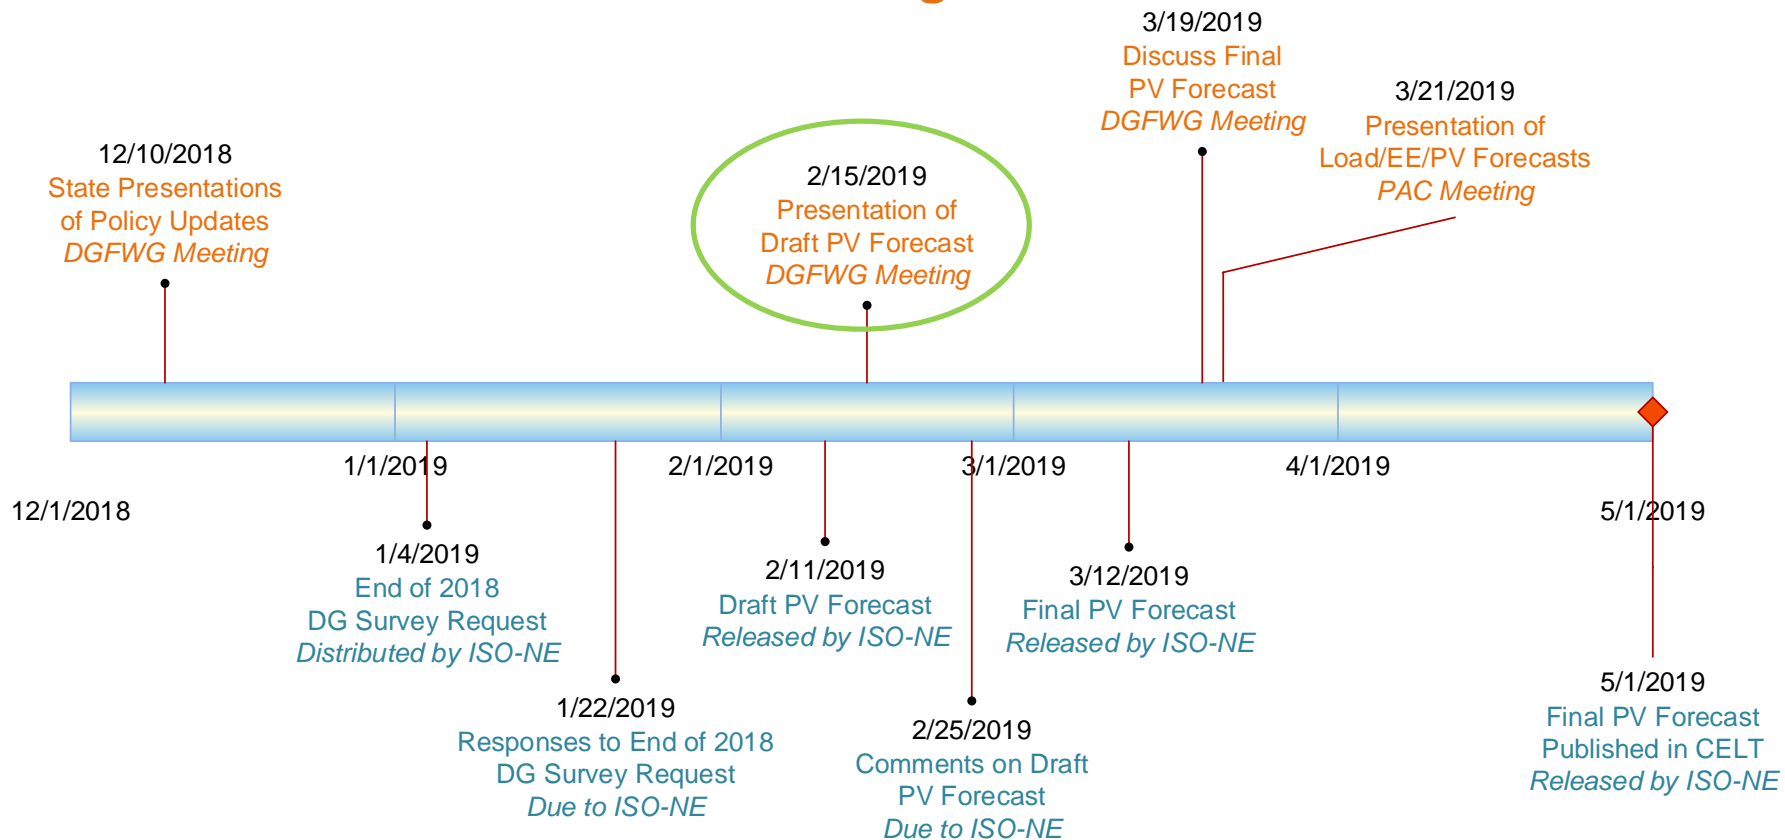 3/19/2019
Discuss Final
PV Forecast
DGFWG Meeting
3/21/2019
Presentation of
Load/EE/PV Forecasts
PAC Meeting
12/10/2018
State Presentations
of Policy Updates
DGFWG Meeting
2/15/2019
Presentation of
Draft PV Forecast
DGFWG Meeting
1/1/2019
2/1/2019
3/1/2019
4/1/2019
12/1/2018
5/1/2019
1/4/2019
End of 2018
DG Survey Request
Distributed by ISO-NE
1/22/2019
Responses to End of 2018
DG Survey Request
Due to ISO-NE
2/11/2019
Draft PV Forecast
Released by ISO-NE
2/25/2019
Comments on Draft
PV Forecast
Due to ISO-NE
3/12/2019
Final PV Forecast
Released by ISO-NE
5/1/2019
Final PV Forecast
Published in CELT
Released by ISO-NE